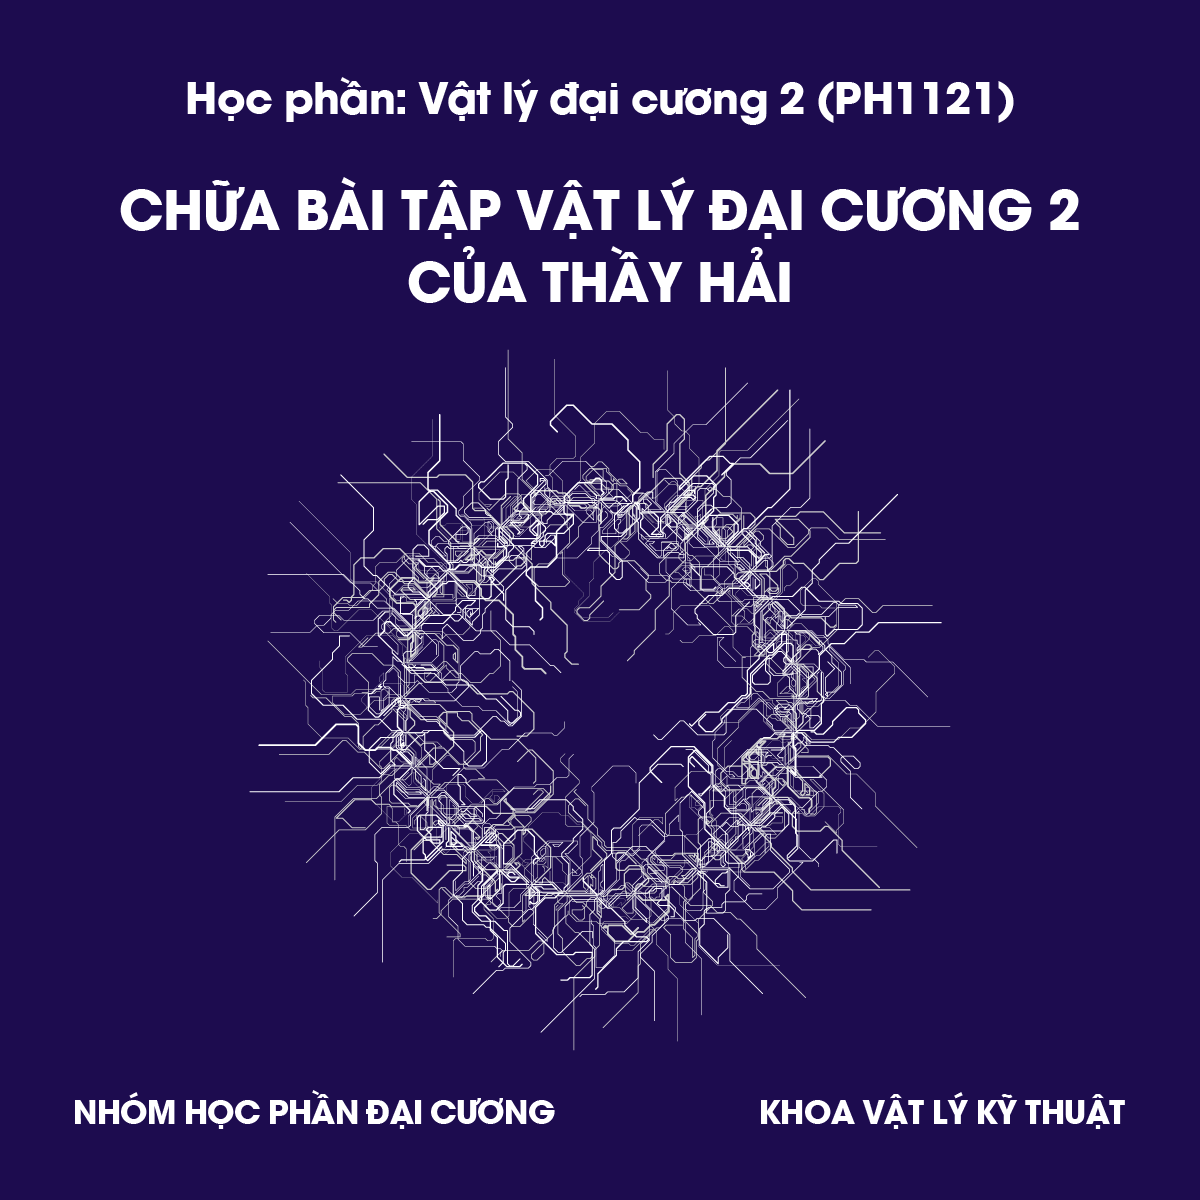 Học phần: Vật lý đại cương 2 (PH1121)
CHỮA BÀI TẬP VẬT LÝ ĐẠI CƯƠNG 2
CỦA THẦY HẢI
NHÓM HỌC PHẦN ĐẠI CƯƠNG
KHOA VẬT LÝ KỸ THUẬT